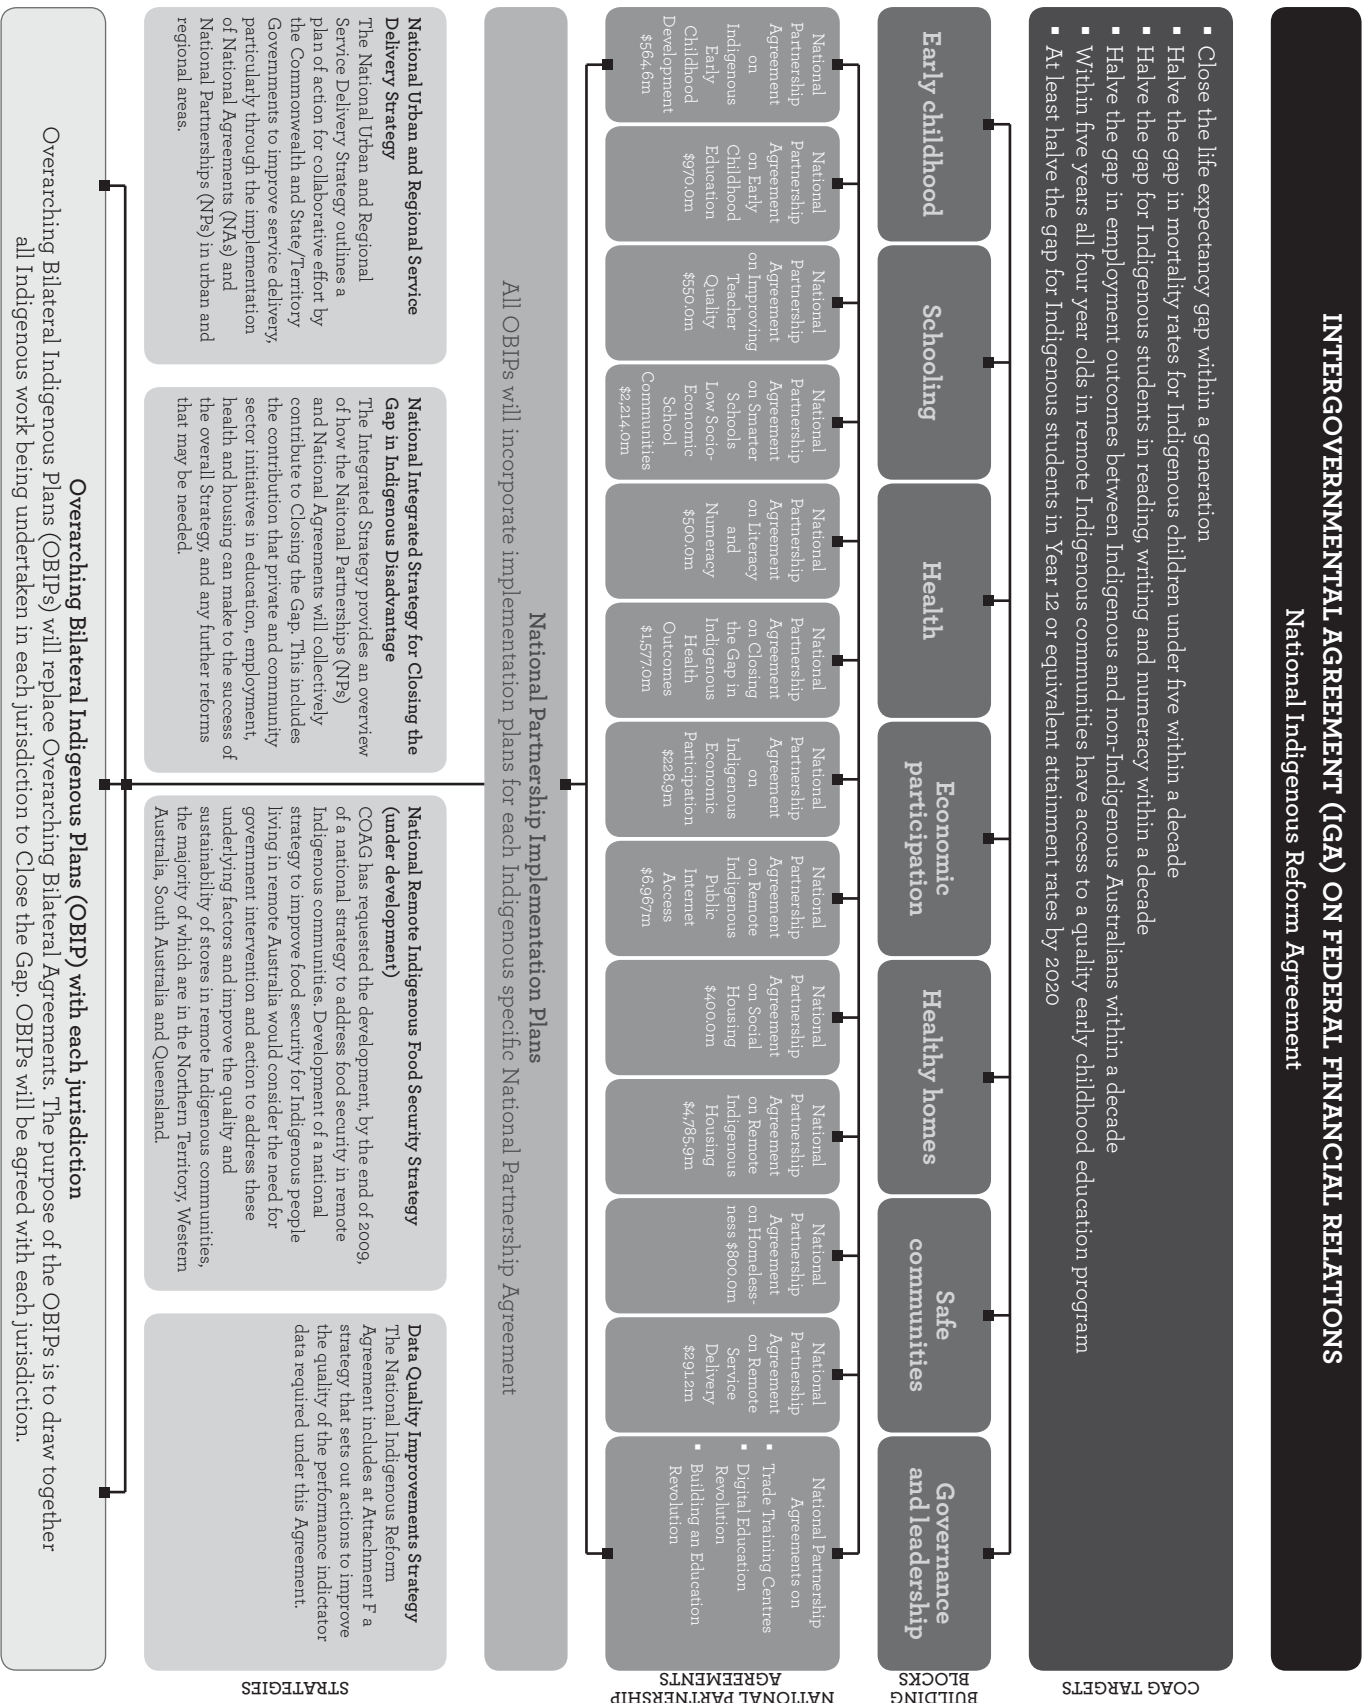 INTERGOVERNMENTAL AGREEMENT (IGA) ON FEDERAL FINANCIAL RELATIONS
National Indigenous Reform Agreement
COAG TARGETS
▪ Close the life expectancy gap within a generation
▪ Halve the gap in mortality rates for Indigenous children under five within a decade
▪ Halve the gap for Indigenous students in reading, writing and numeracy within a decade
▪ Halve the gap in employment outcomes between Indigenous and non-Indigenous Australians within a decade
▪ Within five years all four year olds in remote Indigenous communities have access to a quality early childhood education program
▪ At least halve the gap for Indigenous students in Year 12 or equivalent attainment rates by 2020
BUILDING
BLOCKS
Early childhood
Schooling
Health
Economic
participation
Healthy homes
Safe
communities
Governance
and leadership
NATIONAL PARTNERSHIP
AGREEMENTS
National
Partnership
Agreement
on
Indigenous
Early
Childhood
Development
$564.6m
National
Partnership
Agreement
on Early
Childhood
Education
$970.0m
National
Partnership
Agreement
on Improving
Teacher
Quality
$550.0m
National
Partnership
Agreement
on Smarter
Schools
Low Socio-
Economic
School
Communities
$2,214.0m
National
Partnership
Agreement
on Literacy
and
Numeracy
$500.0m
National
Partnership
Agreement
on Closing
the Gap in
Indigenous
Health
Outcomes
$1,577.0m
National
Partnership
Agreement
on
Indigenous
Economic
Participation
$228.9m
National
Partnership
Agreement
on Remote
Indigenous
Public
Internet
Access
$6.967m
National
Partnership
Agreement
on Social
Housing
$400.0m
National
Partnership
Agreement
on Remote
Indigenous
Housing
$4,785.9m
National
Partnership
Agreement
on Homeless-
ness $800.0m
National
Partnership
Agreement
on Remote
Service
Delivery
$291.2m
National Partnership
Agreements on
▪ Trade Training Centres
▪ Digital Education
Revolution
▪ Building an Education
Revolution
National Partnership Implementation Plans
All OBIPs will incorporate implementation plans for each Indigenous specific National Partnership Agreement
STRATEGIES
National Urban and Regional Service
Delivery Strategy
The National Urban and Regional
Service Delivery Strategy outlines a
plan of action for collaborative effort by
the Commonwealth and State/Territory
Governments to improve service delivery,
particularly through the implementation
of National Agreements (NAs) and
National Partnerships (NPs) in urban and
regional areas.
National Integrated Strategy for Closing the
Gap in Indigenous Disadvantage
The Integrated Strategy provides an overview
of how the Naitonal Partnerships (NPs)
and National Agreements will collectively
contribute to Closing the Gap. This includes
the contribution that private and community
sector initiatives in education, employment,
health and housing can make to the success of
the overall Strategy, and any further reforms
that may be needed.
National Remote Indigenous Food Security Strategy
(under development)
COAG has requested the development, by the end of 2009,
of a national strategy to address food security in remote
Indigenous communities. Development of a national
strategy to improve food security for Indigenous people
living in remote Australia would consider the need for
government intervention and action to address these
underlying factors and improve the quality and
sustainability of stores in remote Indigenous communities,
the majority of which are in the Northern Territory, Western
Australia, South Australia and Queensland.
Data Quality Improvements Strategy
The National Indigenous Reform
Agreement includes at Attachment F a
strategy that sets out actions to improve
the quality of the performance indictator
data required under this Agreement.
Overarching Bilateral Indigenous Plans (OBIP) with each jurisdiction
Overarching Bilateral Indigenous Plans (OBIPs) will replace Overarching Bilateral Agreements. The purpose of the OBIPs is to draw together
all Indigenous work being undertaken in each jurisdiction to Close the Gap. OBIPs will be agreed with each jurisdiction.